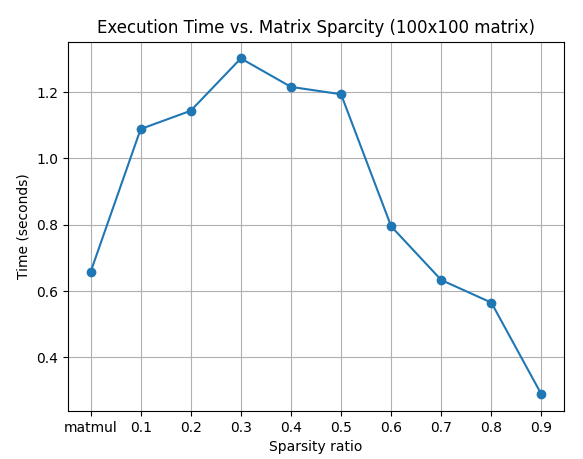 Execution Time vs. Matrix Sparcity (100x100 matrix)
Time (seconds)
1.2
1.0
0.8
0.6
0.4
matmul 0.1 0.2 0.3 0.4 0.5 0.6 0.7 0.8 0.9
Sparsity ratio